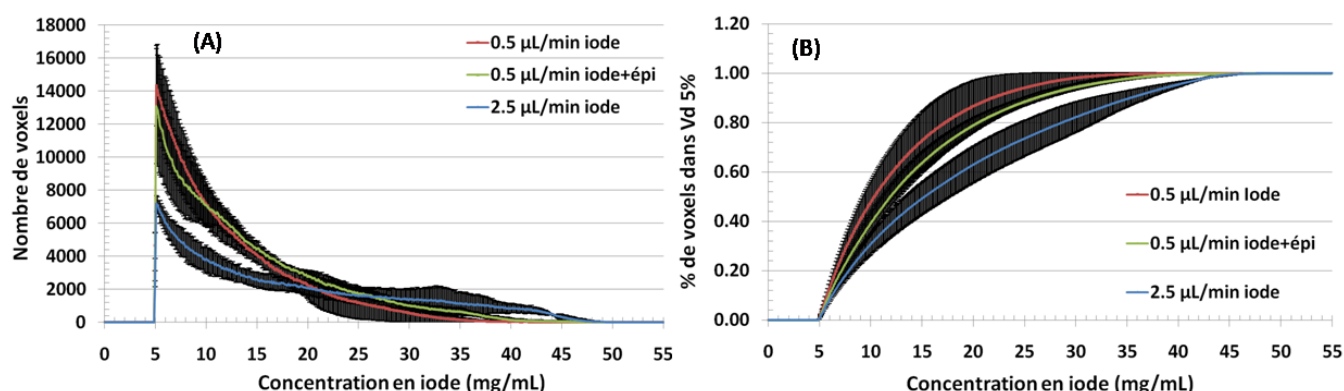 (A)
Nombre de voxels
18000
16000
14000
12000
10000
8000
6000
4000
2000
0
0.5 µL/min iode
0.5 µL/min iode+épi
2.5 µL/min iode
0 5 10 15 20 25 30 35 40 45 50 55
Concentration en iode (mg/mL)
(B)
% de voxels dans Vd 5%
1.20
1.00
0.80
0.60
0.40
0.20
0.00
0.5 µL/min Iode
0.5 µL/min iode+épi
2.5 µL/min iode
0 5 10 15 20 25 30 35 40 45 50 55
Concentration en iode (mg/mL)